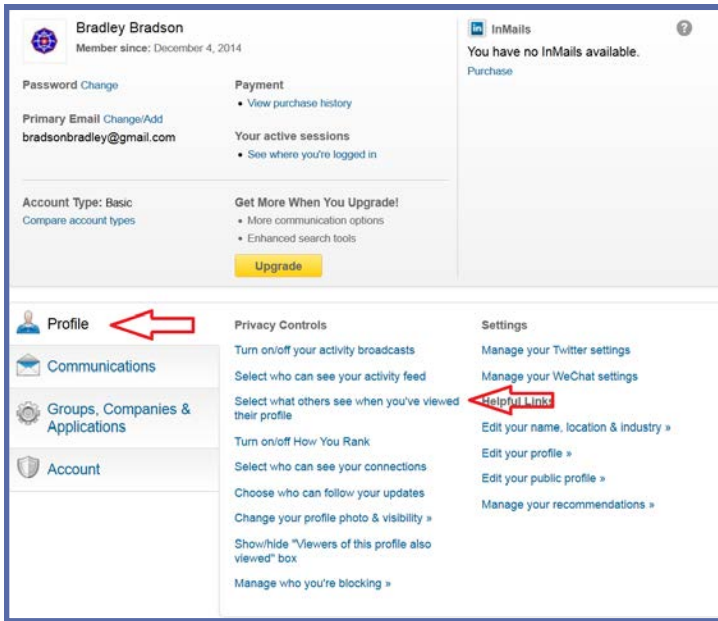 Bradley Bradson
Member since: December 4, 2014
Password Change
Primary Email Change/Add
bradsonbradley@gmail.com
Payment
• View purchase history
Your active sessions
• See where you're logged in
Account Type: Basic
Compare account types
Get More When You Upgrade!
• More communication options
• Enhanced search tools
Upgrade
in InMails
?
You have no InMails available.
Purchase
Profile
Communications
Groups, Companies &
Applications
Account
Privacy Controls
Turn on/off your activity broadcasts
Select who can see your activity feed
Select what others see when you've viewed
their profile
Turn on/off How You Rank
Select who can see your connections
Choose who can follow your updates
Change your profile photo & visibility »
Show/hide "Viewers of this profile also
viewed" box
Manage who you're blocking »
Settings
Manage your Twitter settings
Manage your WeChat settings
Helpful Links
Edit your name, location & industry »
Edit your profile »
Edit your public profile »
Manage your recommendations »